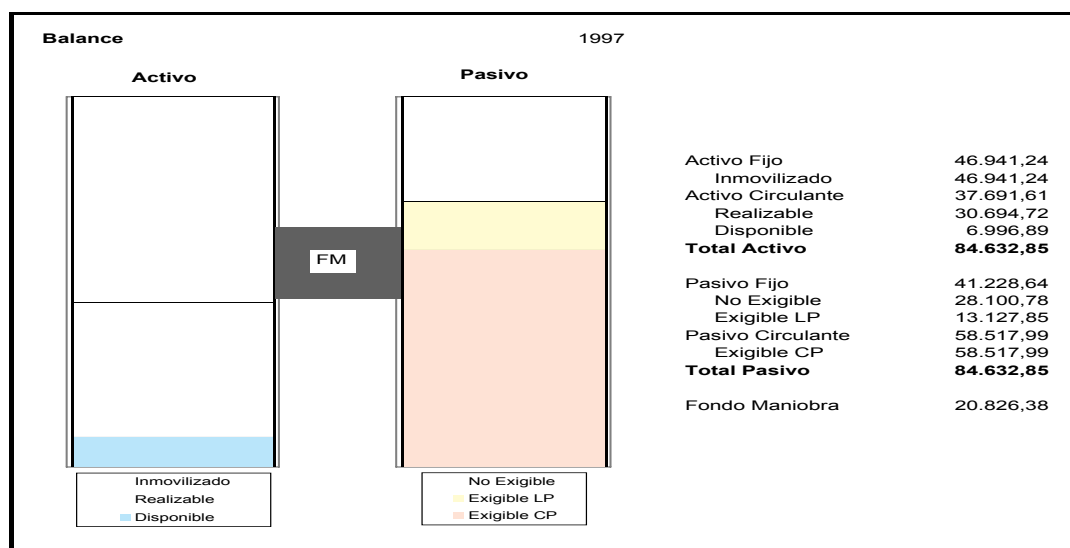 Balance 1997
Activo Pasivo
FM
Activo Fijo 46.941,24
Inmovilizado 46.941,24
Activo Circulante 37.691,61
Realizable 30.694,72
Disponible 6.996,89
Total Activo 84.632,85
Pasivo Fijo 41.228,64
No Exigible 28.100,78
Exigible LP 13.127,85
Pasivo Circulante 58.517,99
Exigible CP 58.517,99
Total Pasivo 84.632,85
Fondo Maniobra 20.826,38
Inmovilizado
Realizable
Disponible
No Exigible
Exigible LP
Exigible CP